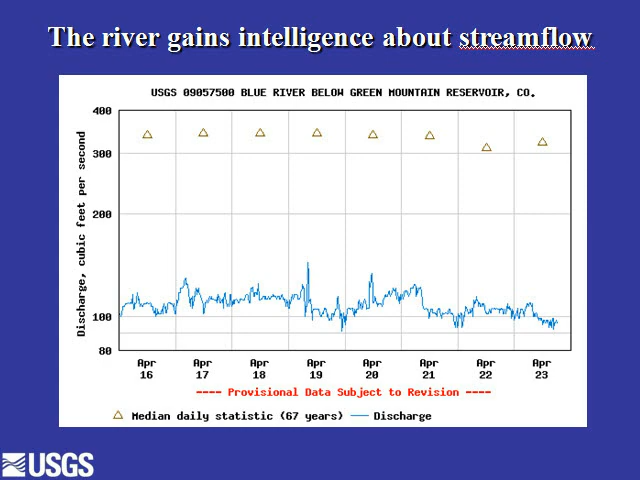 The river gains intelligence about streamflow
USGS 09057500 BLUE RIVER BELOW GREEN MOUNTAIN RESERVOIR, CO.
Discharge, cubic feet per second
400
300
200
100
80
Apr 16
Apr 17
Apr 18
Apr 19
Apr 20
Apr 21
Apr 22
Apr 23
---- Provisional Data Subject to Revision ----
Median daily statistic (67 years)
Discharge
USGS